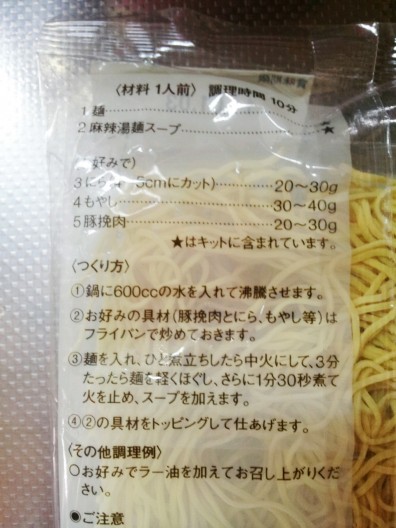 〈材料 1人前〉 調理時間 10分
1 麺
2 麻辣湯麺スープ……★
好みで)
3 にら 5cmにカット)……20〜30g
4 もやし……30〜40g
5 豚挽肉……20〜30g
★はキットに含まれています。
〈つくり方〉
①鍋に600ccの水を入れて沸騰させます。
②お好みの具材(豚挽肉とにら、もやし等)は
フライパンで炒めておきます。
③麺を入れ、ひと煮立ちしたら中火にして、3分
たったら麺を軽くほぐし、さらに1分30秒煮て
火を止め、スープを加えます。
④②の具材をトッピングして仕あげます。
〈その他調理例〉
○お好みでラー油を加えてお召し上がりくだ
さい。
●ご注意